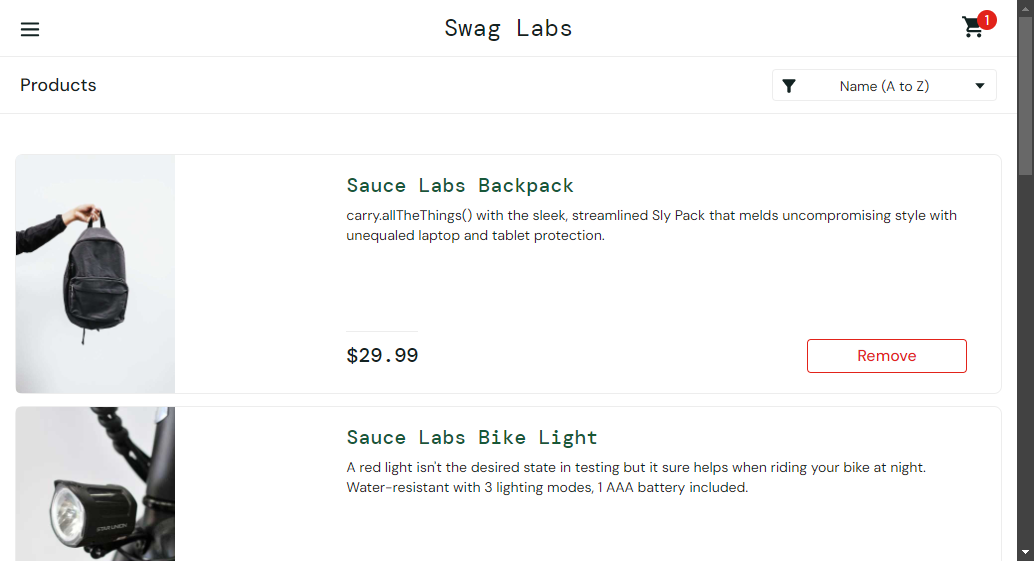 Swag Labs
1
Products
Name (A to Z)
Sauce Labs Backpack
carry.allTheThings() with the sleek, streamlined Sly Pack that melds uncompromising style with
unequaled laptop and tablet protection.
$29.99
Remove
Sauce Labs Bike Light
A red light isn't the desired state in testing but it sure helps when riding your bike at night.
Water-resistant with 3 lighting modes, 1 AAA battery included.